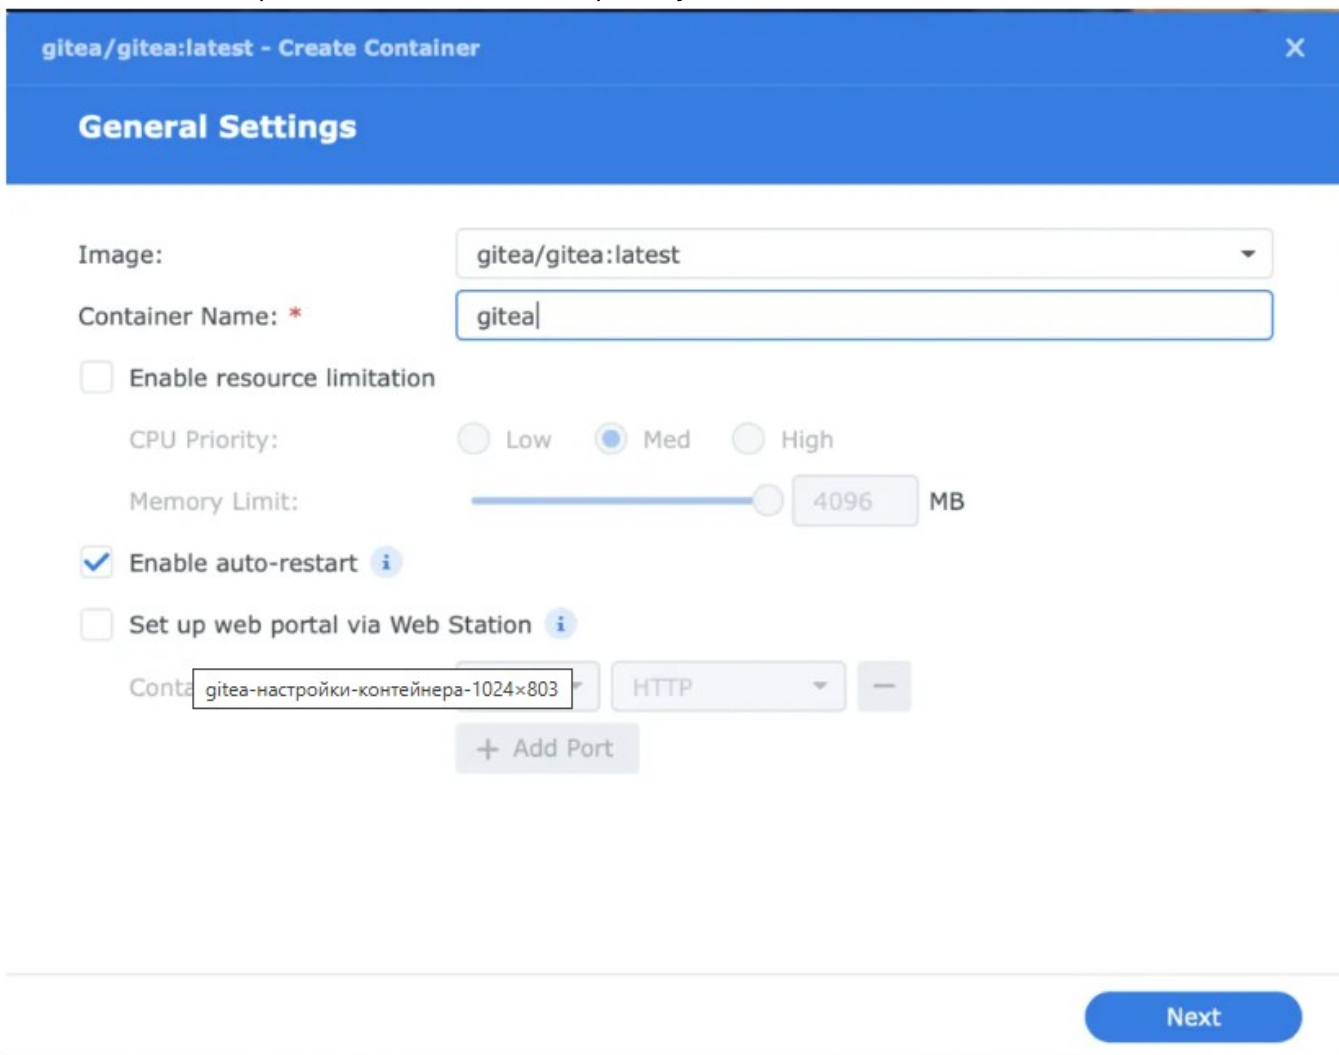 gitea/gitea:latest - Create Container
General Settings
Image: gitea/gitea:latest
Container Name: * gitea
Enable resource limitation
CPU Priority: Low Med High
Memory Limit: 4096 MB
Enable auto-restart i
Set up web portal via Web Station i
gitea-настройки-контейнера-1024×803 HTTP
+ Add Port
Next